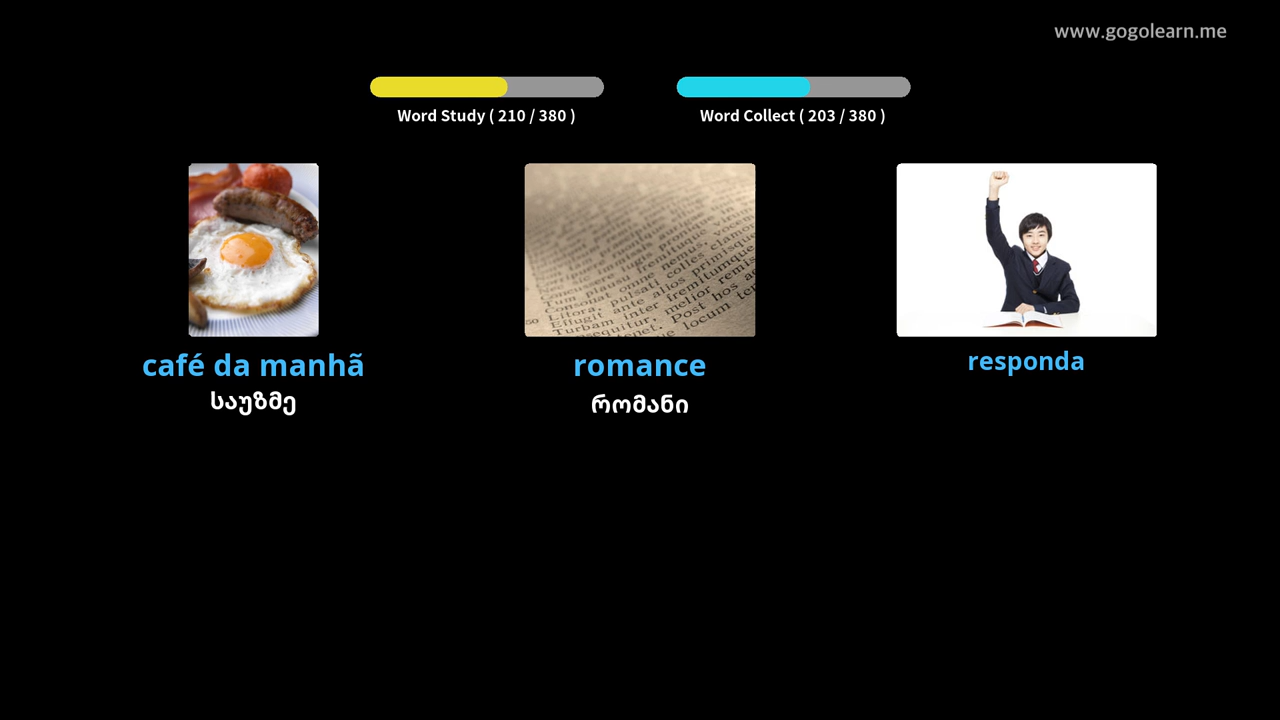 www.gogolearn.me
Word Study ( 210 / 380 )
Word Collect ( 203 / 380 )
café da manhã
საუზმე
romance
რომანი
responda